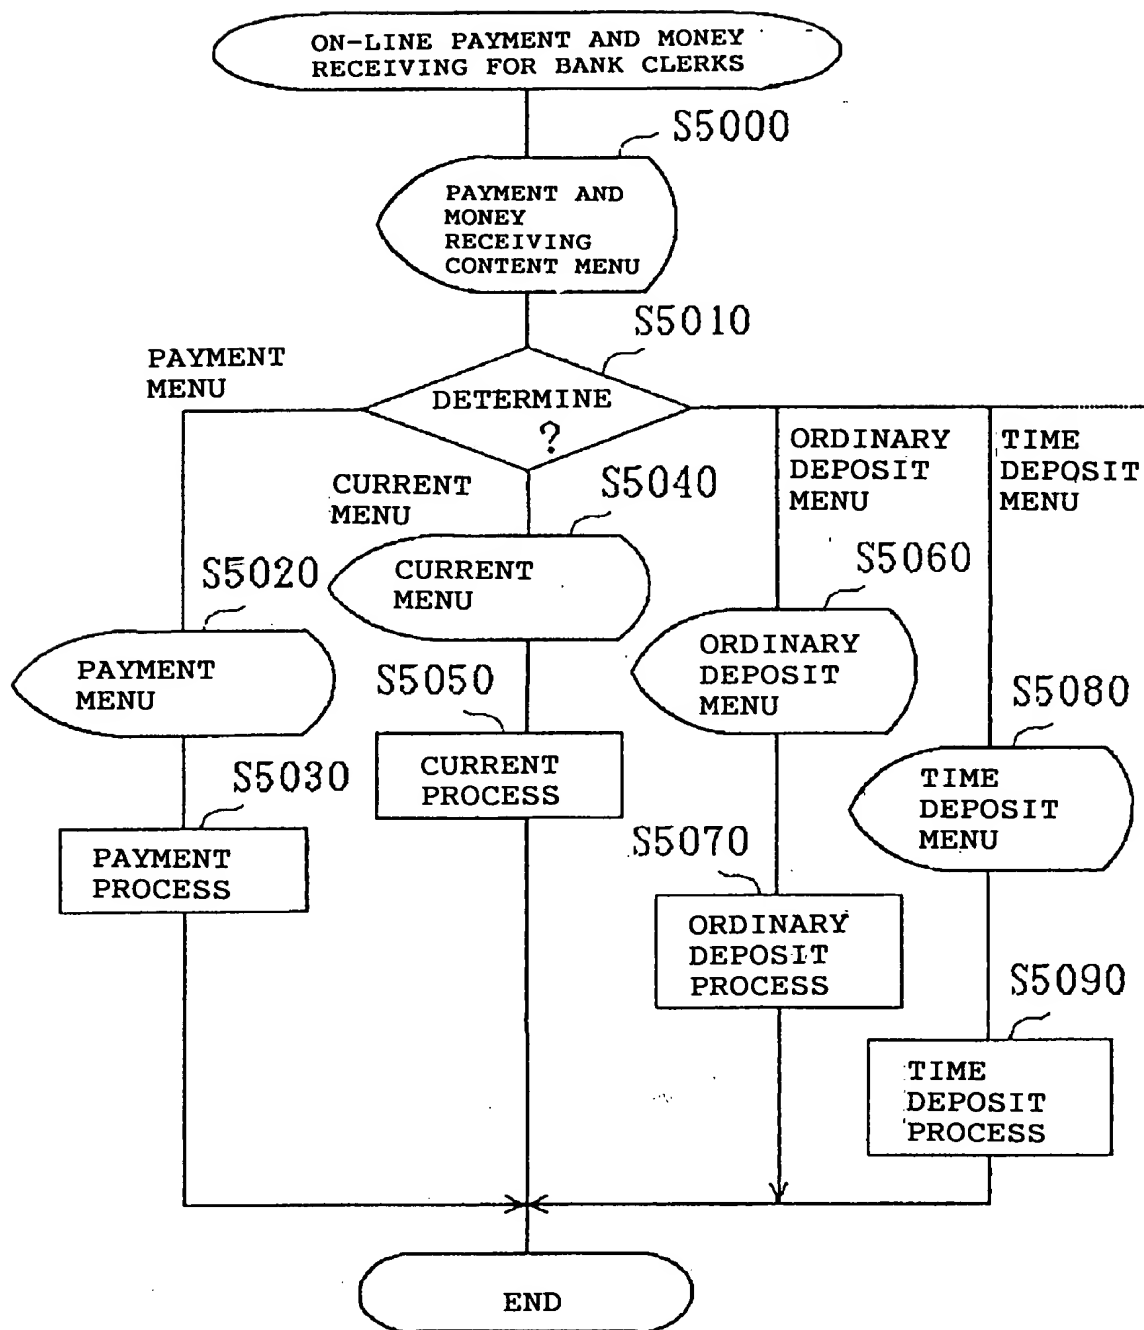 ON-LINE PAYMENT AND MONEY
RECEIVING FOR BANK CLERKS
S5000
PAYMENT AND
MONEY
RECEIVING
CONTENT MENU
S5010
PAYMENT
MENU
DETERMINE
?
ORDINARY
DEPOSIT
MENU
TIME
DEPOSIT
MENU
CURRENT
MENU
S5040
CURRENT
MENU
S5020
PAYMENT
MENU
S5060
ORDINARY
DEPOSIT
MENU
S5050
CURRENT
PROCESS
S5080
TIME
DEPOSIT
MENU
S5030
PAYMENT
PROCESS
S5070
ORDINARY
DEPOSIT
PROCESS
S5090
TIME
DEPOSIT
PROCESS
END